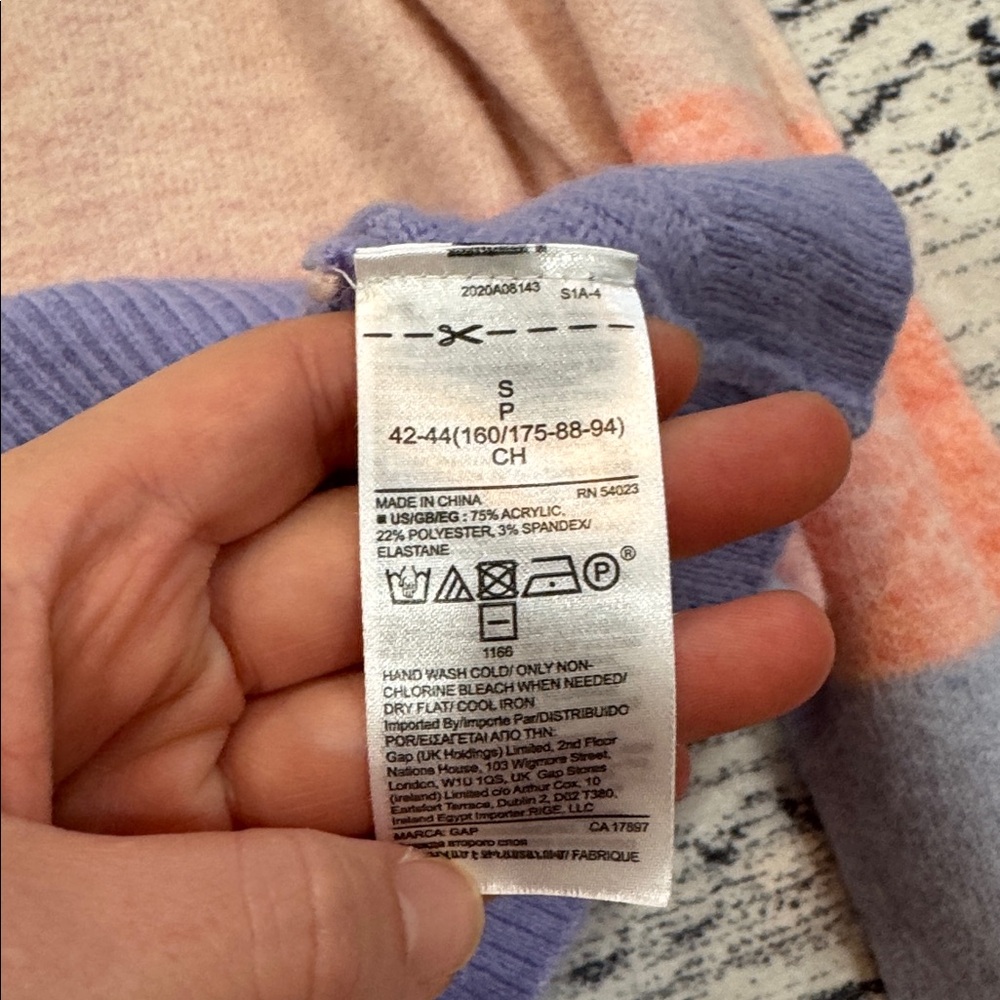 2020A08143 S1A-4
S
P
42-44(160/175-88-94)
CH
MADE IN CHINA RN 54023
■ US/GB/EG : 75% ACRYLIC,
22% POLYESTER, 3% SPANDEX/
ELASTANE
P ®
1166
HAND WASH COLD/ ONLY NON-
CHLORINE BLEACH WHEN NEEDED/
DRY FLAT/ COOL IRON
Imported By/Importe Par/DISTRIBUIDO
POR/ΕΙΣΑΓΕΤΑΙ ΑΠΟ ΤΗΝ:
Gap (UK Holdings) Limited, 2nd Floor
Nations House, 103 Wigmore Street,
London, W1U 1QS, UK Gap Stores
(Ireland) Limited c/o Arthur Cox, 10
Earlsfort Terrace, Dublin 2, D02 T380,
Ireland Egypt Importer RIGE, LLC
MARCA: GAP CA 17897
второго слоя
FABRIQUE